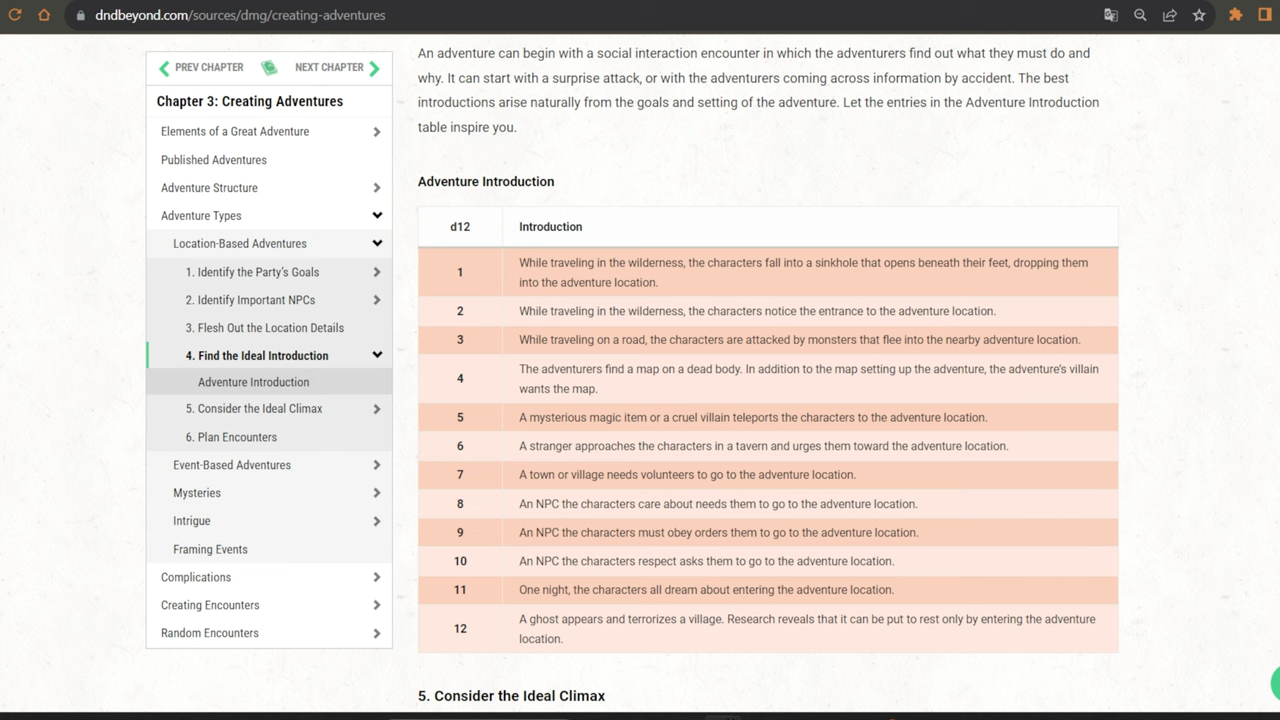 dndbeyond.com/sources/dmg/creating-adventures
PREV CHAPTER
NEXT CHAPTER
Chapter 3: Creating Adventures
Elements of a Great Adventure
Published Adventures
Adventure Structure
Adventure Types
Location-Based Adventures
1. Identify the Party's Goals
2. Identify Important NPCs
3. Flesh Out the Location Details
4. Find the Ideal Introduction
Adventure Introduction
5. Consider the Ideal Climax
6. Plan Encounters
Event-Based Adventures
Mysteries
Intrigue
Framing Events
Complications
Creating Encounters
Random Encounters
An adventure can begin with a social interaction encounter in which the adventurers find out what they must do and
why. It can start with a surprise attack, or with the adventurers coming across information by accident. The best
introductions arise naturally from the goals and setting of the adventure. Let the entries in the Adventure Introduction
table inspire you.
Adventure Introduction
d12 Introduction
1 While traveling in the wilderness, the characters fall into a sinkhole that opens beneath their feet, dropping them
into the adventure location.
2 While traveling in the wilderness, the characters notice the entrance to the adventure location.
3 While traveling on a road, the characters are attacked by monsters that flee into the nearby adventure location.
4 The adventurers find a map on a dead body. In addition to the map setting up the adventure, the adventure's villain
wants the map.
5 A mysterious magic item or a cruel villain teleports the characters to the adventure location.
6 A stranger approaches the characters in a tavern and urges them toward the adventure location.
7 A town or village needs volunteers to go to the adventure location.
8 An NPC the characters care about needs them to go to the adventure location.
9 An NPC the characters must obey orders them to go to the adventure location.
10 An NPC the characters respect asks them to go to the adventure location.
11 One night, the characters all dream about entering the adventure location.
12 A ghost appears and terrorizes a village. Research reveals that it can be put to rest only by entering the adventure
location.
5. Consider the Ideal Climax